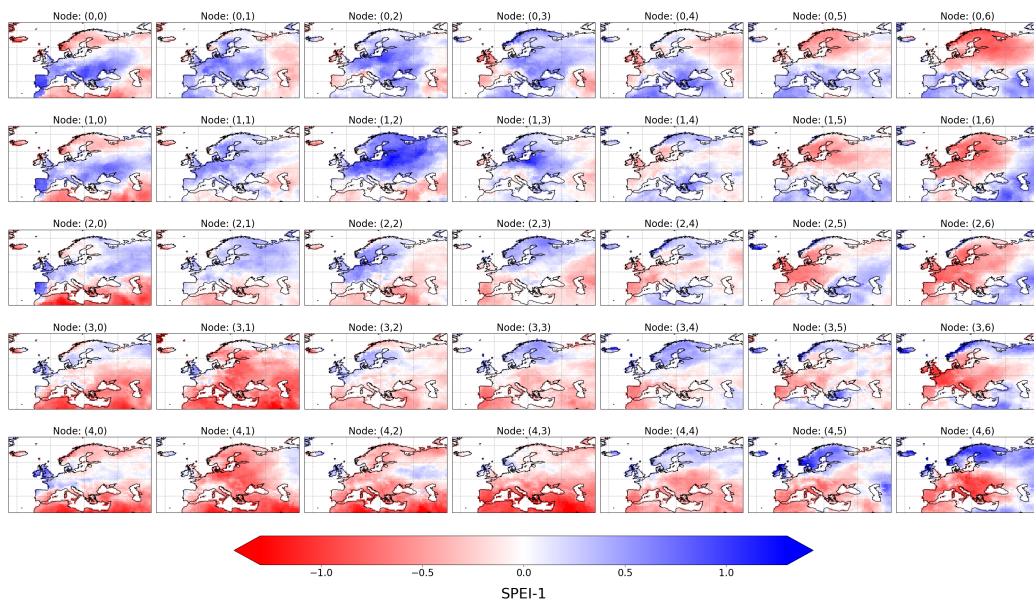 Node: (0,0) Node: (0,1) Node: (0,2) Node: (0,3) Node: (0,4) Node: (0,5) Node: (0,6)
Node: (1,0) Node: (1,1) Node: (1,2) Node: (1,3) Node: (1,4) Node: (1,5) Node: (1,6)
Node: (2,0) Node: (2,1) Node: (2,2) Node: (2,3) Node: (2,4) Node: (2,5) Node: (2,6)
Node: (3,0) Node: (3,1) Node: (3,2) Node: (3,3) Node: (3,4) Node: (3,5) Node: (3,6)
Node: (4,0) Node: (4,1) Node: (4,2) Node: (4,3) Node: (4,4) Node: (4,5) Node: (4,6)
−1.0 −0.5 0.0 0.5 1.0
SPEI-1